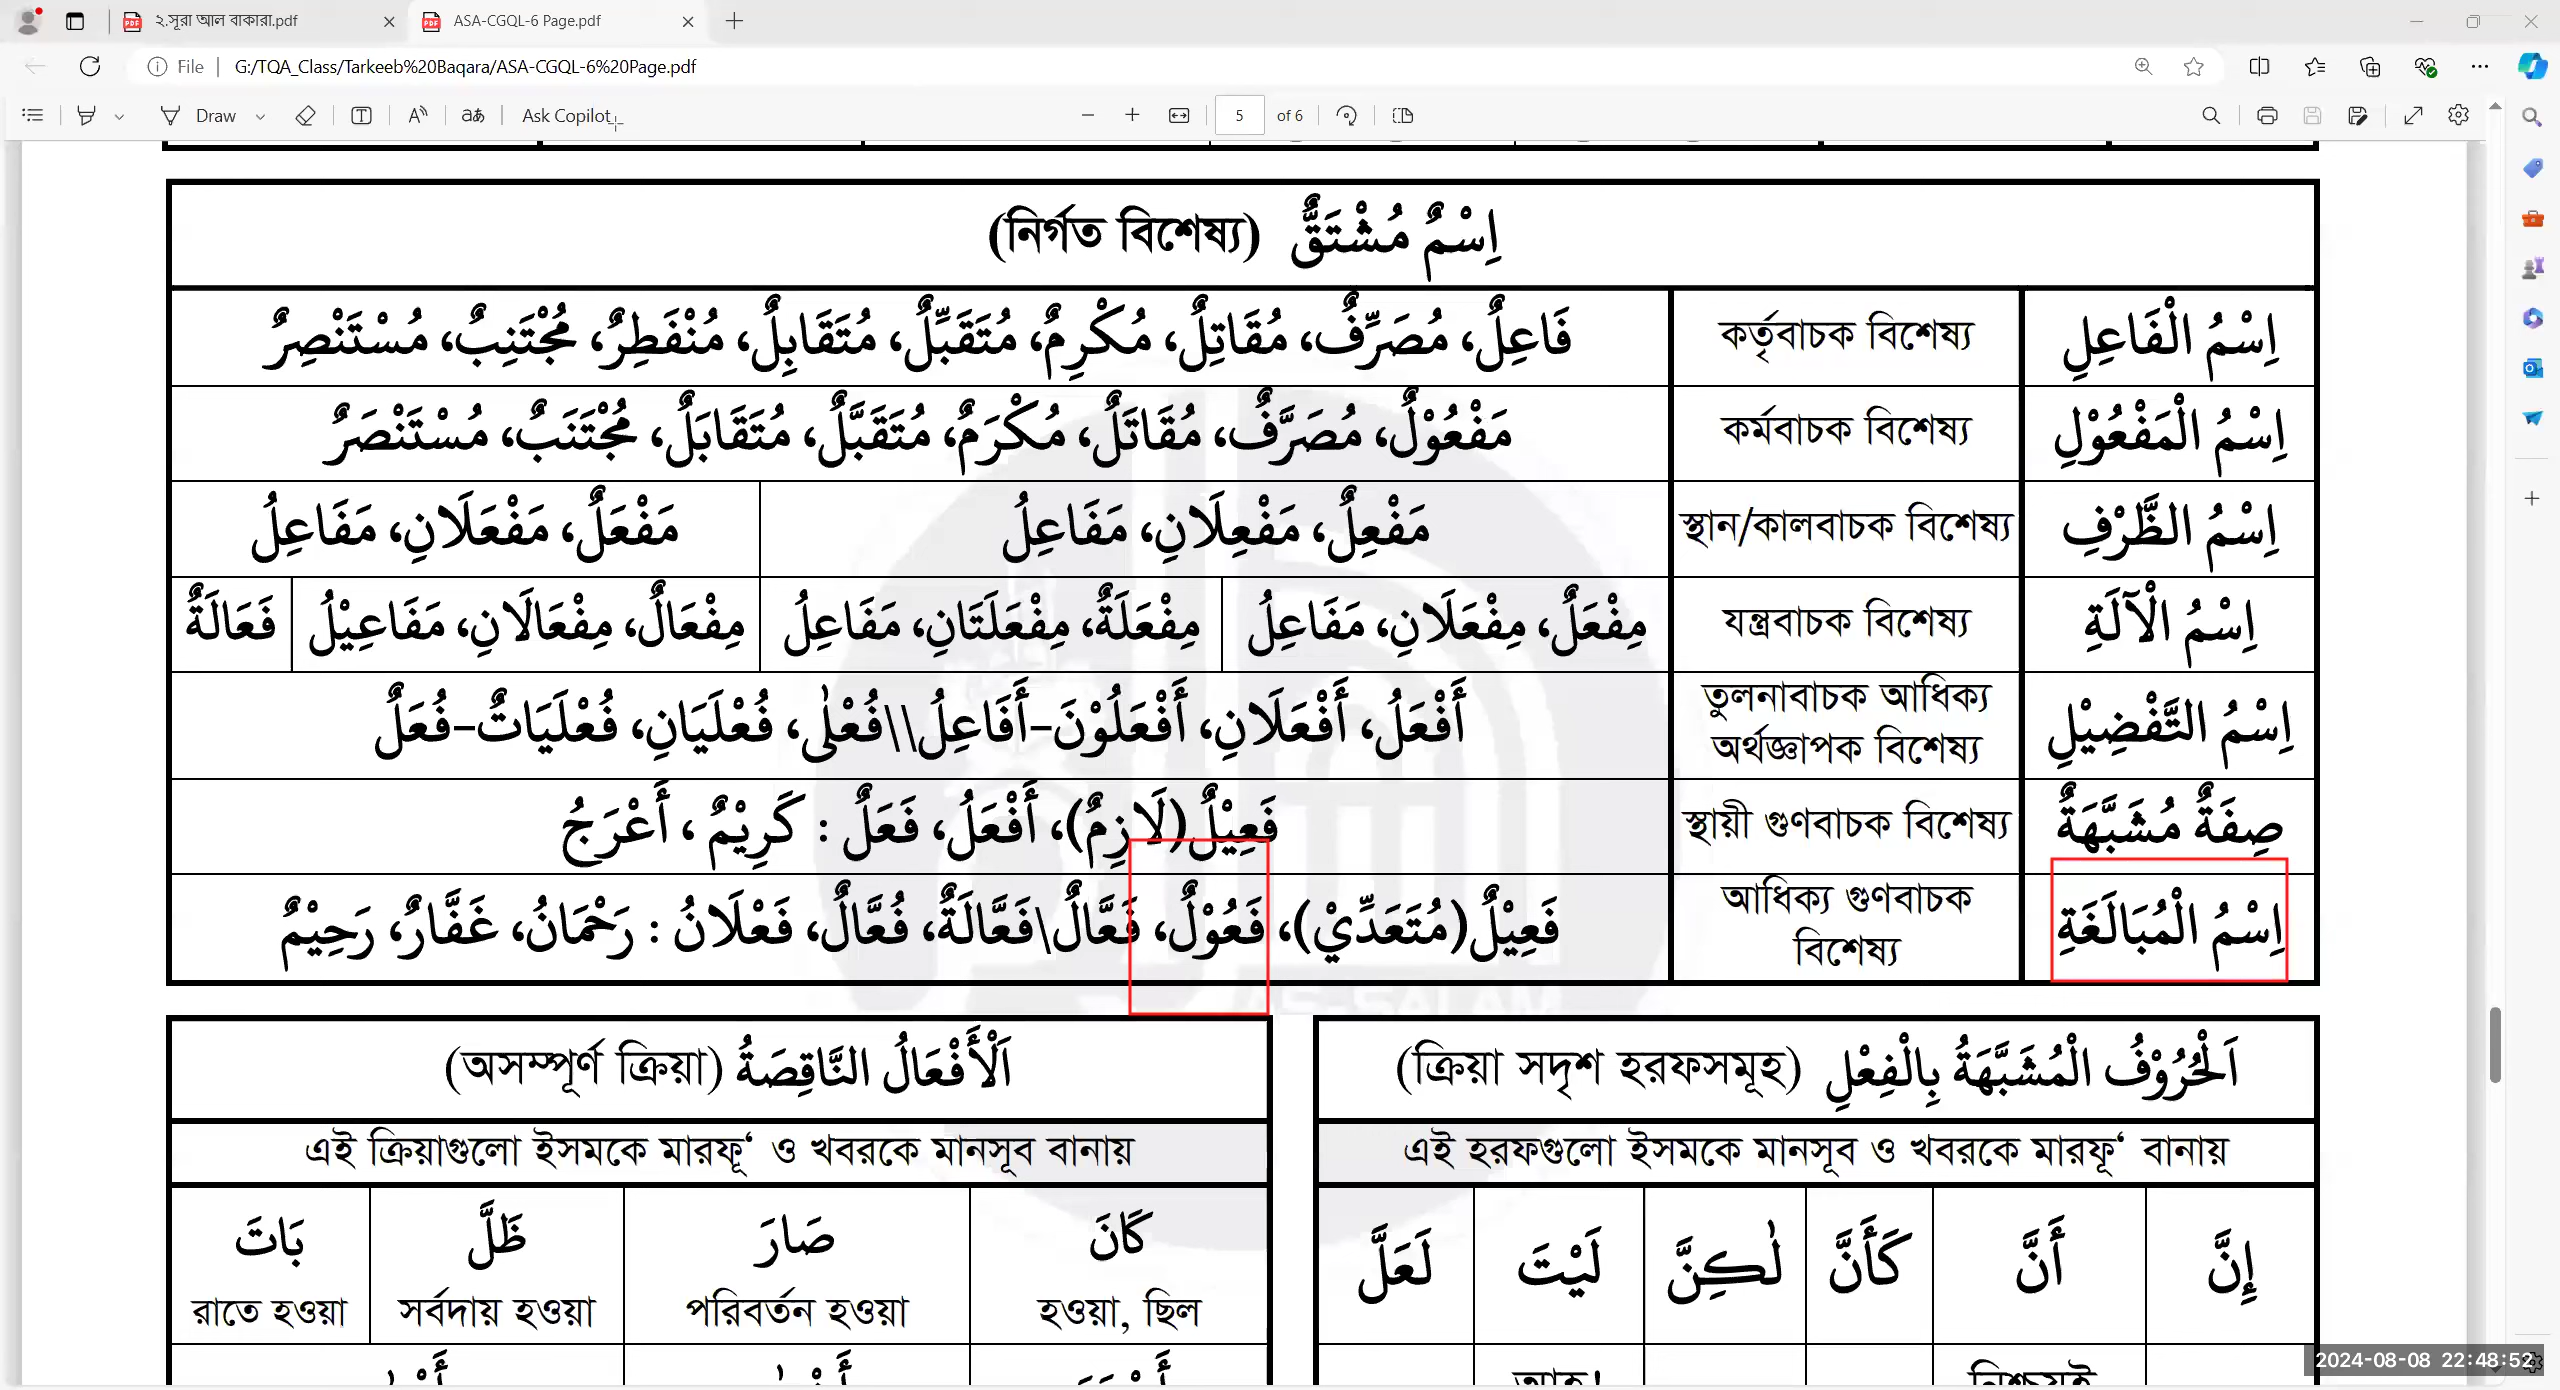 ২.সূরা আল বাকারা.pdf
ASA-CGQL-6 Page.pdf
File G:/TQA_Class/Tarkeeb%20Baqara/ASA-CGQL-6%20Page.pdf
Draw Ask Copilot 5 of 6
اِسْمٌ مُشْتَقٌّ (নির্গত বিশেষ্য)
اِسْمُ الْفَاعِلِ কর্তৃবাচক বিশেষ্য فَاعِلٌ، مُصَرِّفٌ، مُقَاتِلٌ، مُكْرِمٌ، مُتَقَبِّلٌ، مُتَقَابِلٌ، مُنْفَطِرٌ، مُجْتَنِبٌ، مُسْتَنْصِرٌ
اِسْمُ الْمَفْعُوْلِ কর্মবাচক বিশেষ্য مَفْعُوْلٌ، مُصَرَّفٌ، مُقَاتَلٌ، مُكْرَمٌ، مُتَقَبَّلٌ، مُتَقَابَلٌ، مُجْتَنَبٌ، مُسْتَنْصَرٌ
اِسْمُ الظَّرْفِ স্থান/কালবাচক বিশেষ্য مَفْعِلٌ، مَفْعِلَانِ، مَفَاعِلُ مَفْعَلٌ، مَفْعَلَانِ، مَفَاعِلُ
اِسْمُ الْآلَةِ যন্ত্রবাচক বিশেষ্য مِفْعَلٌ، مِفْعَلَانِ، مَفَاعِلُ مِفْعَلَةٌ، مِفْعَلَتَانِ، مَفَاعِلُ مِفْعَالٌ، مِفْعَالَانِ، مَفَاعِيْلُ فَعَالَةٌ
اِسْمُ التَّفْضِيْلِ তুলনাবাচক আধিক্য أَفْعَلُ، أَفْعَلَانِ، أَفْعَلُوْنَ-أَفَاعِلُ\\فُعْلٰى، فُعْلَيَانِ، فُعْلَيَاتٌ-فُعَلٌ
অর্থজ্ঞাপক বিশেষ্য
صِفَةٌ مُشَبَّهَةٌ স্থায়ী গুণবাচক বিশেষ্য فَعِيْلٌ(لَازِمٌ)، أَفْعَلُ، فَعَلٌ : كَرِيْمٌ ، أَعْرَجُ
اِسْمُ الْمُبَالَغَةِ আধিক্য গুণবাচক فَعِيْلٌ(مُتَعَدِّيْ)، فَعُوْلٌ، فَعَّالٌ\فَعَّالَةٌ، فُعَّالٌ، فَعْلَانُ : رَحْمَانُ، غَفَّارٌ، رَحِيْمٌ
বিশেষ্য
اَلْحُرُوْفُ الْمُشَبَّهَةُ بِالْفِعْلِ (ক্রিয়া সদৃশ হরফসমূহ)
এই হরফগুলো ইসমকে মানসূব ও খবরকে মারফূ‘ বানায়
إِنَّ أَنَّ كَأَنَّ لٰكِنَّ لَيْتَ لَعَلَّ
اَلْأَفْعَالُ النَّاقِصَةُ (অসম্পূর্ণ ক্রিয়া)
এই ক্রিয়াগুলো ইসমকে মারফূ‘ ও খবরকে মানসূব বানায়
كَانَ صَارَ ظَلَّ بَاتَ
হওয়া, ছিল পরিবর্তন হওয়া সর্বদায় হওয়া রাতে হওয়া
2024-08-08 22:48:52